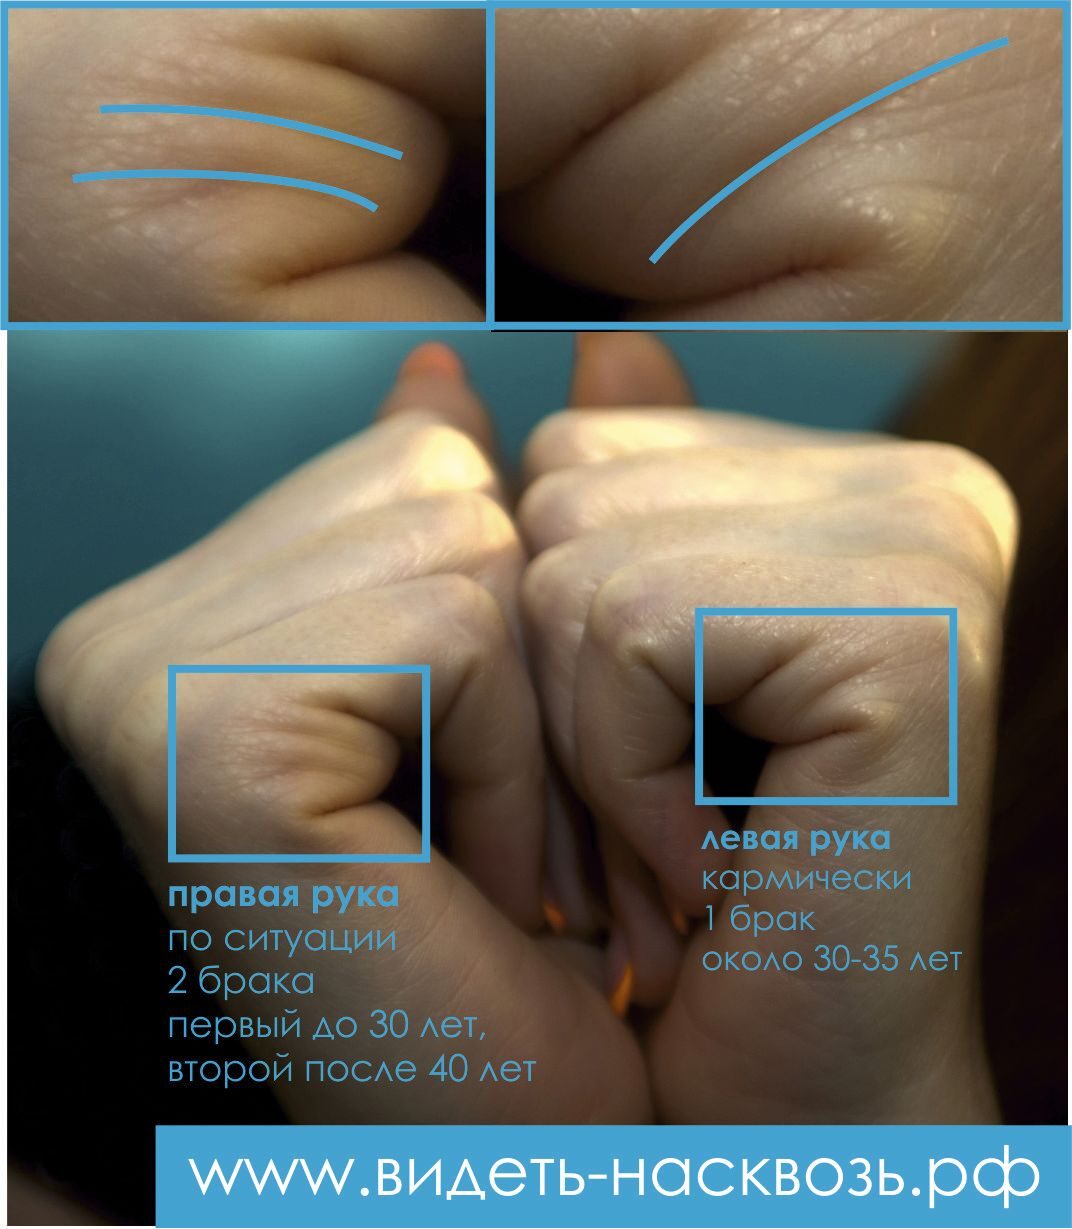 правая рука
по ситуации
2 брака
первый до 30 лет,
второй после 40 лет
левая рука
кармически
1 брак
около 30-35 лет
www.видеть-насквозь.рф